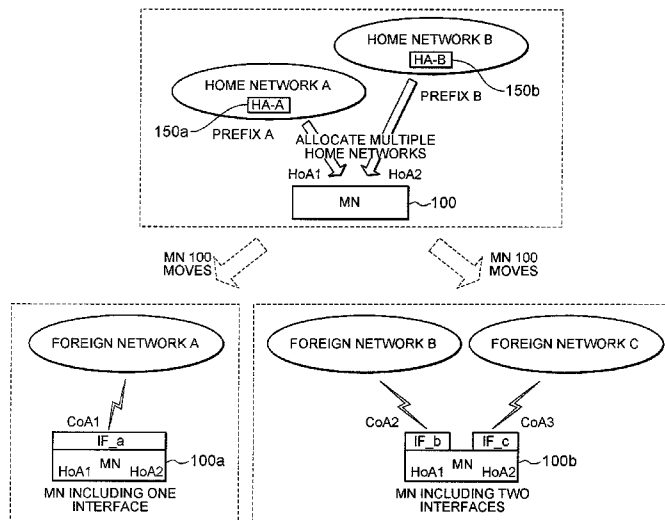 HOME NETWORK B
HA-B
150b
HOME NETWORK A
HA-A
PREFIX B
150a
PREFIX A
ALLOCATE MULTIPLE
HOME NETWORKS
HoA1
HoA2
MN
100
MN 100
MOVES
MN 100
MOVES
FOREIGN NETWORK A
CoA1
IF_a
MN
HoA1
HoA2
100a
MN INCLUDING ONE
INTERFACE
FOREIGN NETWORK B
FOREIGN NETWORK C
CoA2
CoA3
IF_b
IF_c
MN
HoA1
HoA2
100b
MN INCLUDING TWO
INTERFACES